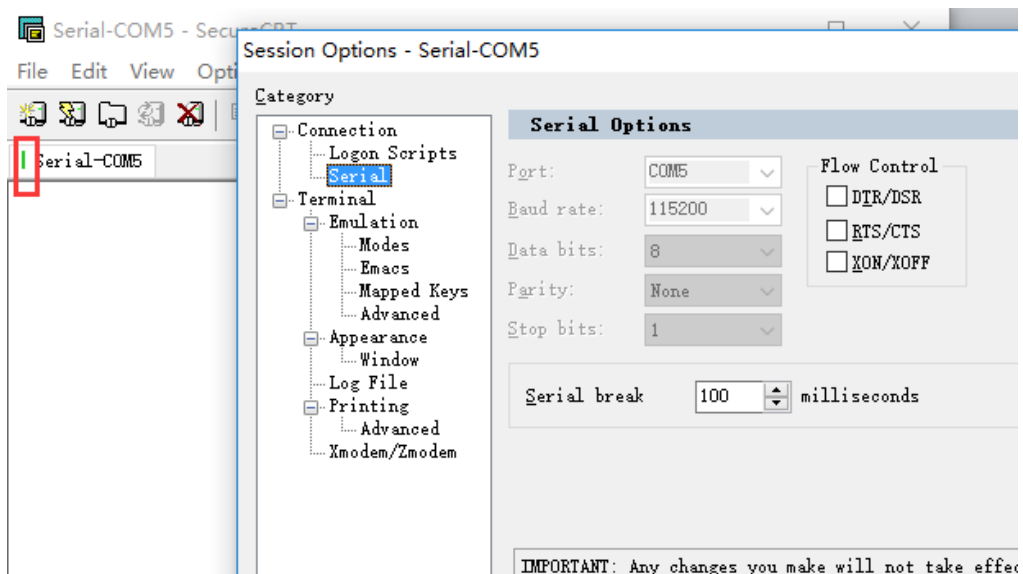 Serial-COM5 - SecureCRT
File Edit View Opti
Serial-COM5
Session Options - Serial-COM5
Category
Connection
Logon Scripts
Serial
Terminal
Emulation
Modes
Emacs
Mapped Keys
Advanced
Appearance
Window
Log File
Printing
Advanced
Xmodem/Zmodem
Serial Options
Port: COM5
Baud rate: 115200
Data bits: 8
Parity: None
Stop bits: 1
Flow Control
DTR/DSR
RTS/CTS
XON/XOFF
Serial break 100 milliseconds
IMPORTANT: Any changes you make will not take effec